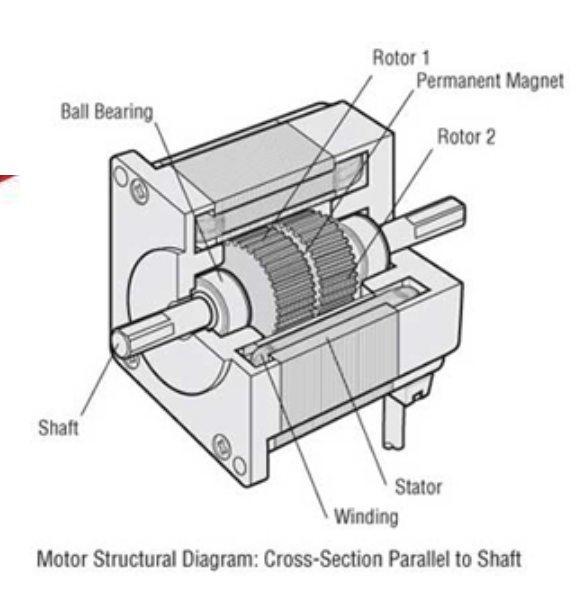 Rotor 1
Permanent Magnet
Ball Bearing
Rotor 2
Shaft
Stator
Winding
Motor Structural Diagram: Cross-Section Parallel to Shaft